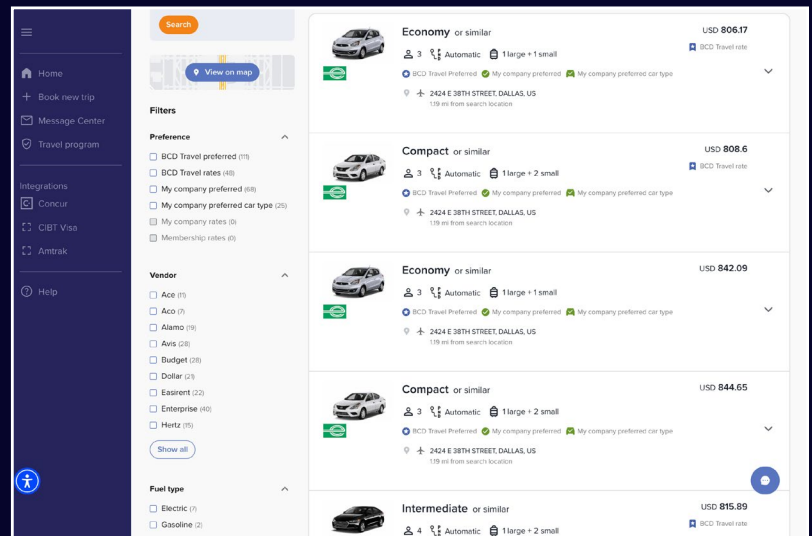 Home
Book new trip
Message Center
Travel program
Integrations
C Concur
CIBT Visa
Amtrak
Help
Search
View on map
Filters
Preference
BCD Travel preferred (111)
BCD Travel rates (48)
My company preferred (68)
My company preferred car type (25)
My company rates (0)
Membership rates (0)
Vendor
Ace (11)
Aco (7)
Alamo (19)
Avis (28)
Budget (28)
Dollar (21)
Easirent (22)
Enterprise (40)
Hertz (15)
Show all
Fuel type
Electric (7)
Gasoline (2)
Economy or similar
USD 806.17
3 Automatic 1 large + 1 small
BCD Travel rate
BCD Travel Preferred My company preferred My company preferred car type
2424 E 38TH STREET, DALLAS, US
1.19 mi from search location
Compact or similar
USD 808.6
3 Automatic 1 large + 2 small
BCD Travel rate
BCD Travel Preferred My company preferred My company preferred car type
2424 E 38TH STREET, DALLAS, US
1.19 mi from search location
Economy or similar
USD 842.09
3 Automatic 1 large + 1 small
BCD Travel Preferred My company preferred My company preferred car type
2424 E 38TH STREET, DALLAS, US
1.19 mi from search location
Compact or similar
USD 844.65
3 Automatic 1 large + 2 small
BCD Travel Preferred My company preferred My company preferred car type
2424 E 38TH STREET, DALLAS, US
1.19 mi from search location
Intermediate or similar
USD 815.89
4 Automatic 1 large + 2 small
BCD Travel rate